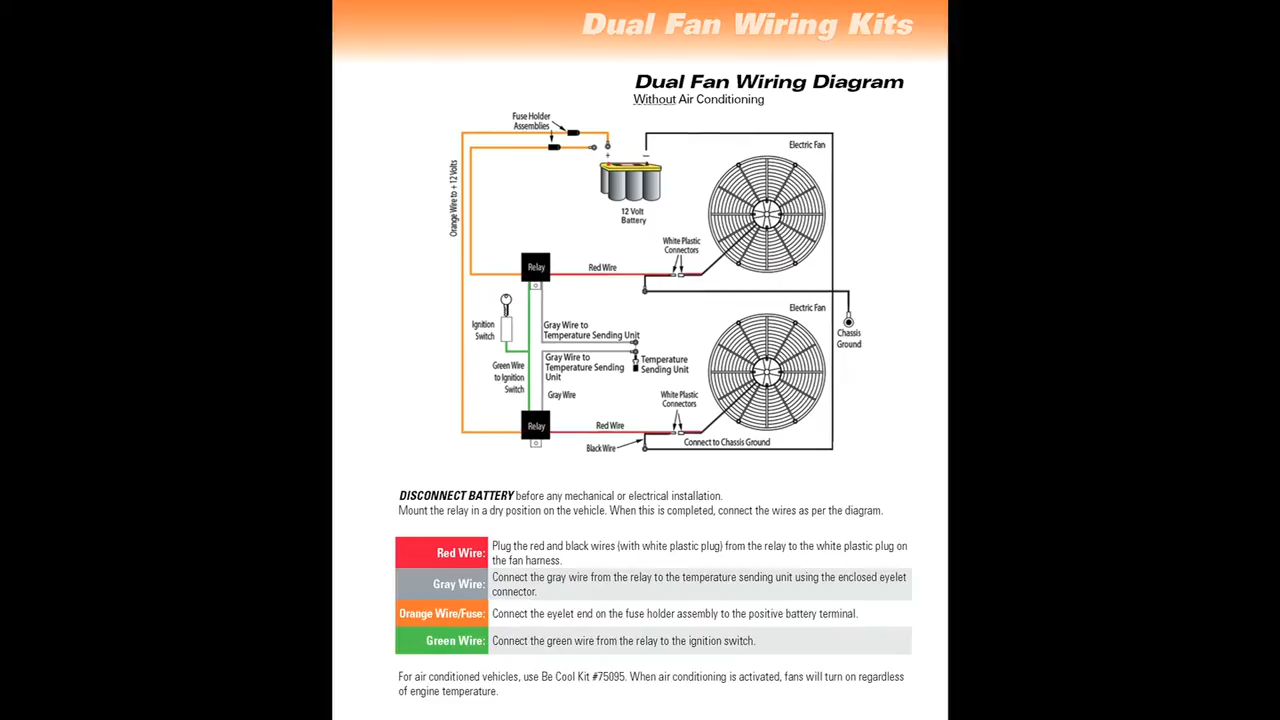 Dual Fan Wiring Kits
Dual Fan Wiring Diagram
Without Air Conditioning
Fuse Holder
Assemblies
Electric Fan
Orange Wire to + 12 Volts
+
–
12 Volt
Battery
White Plastic
Connectors
Relay
Red Wire
Electric Fan
Ignition
Switch
Gray Wire to
Temperature Sending Unit
Chassis
Ground
Gray Wire to
Temperature Sending
Unit
Temperature
Sending Unit
Green Wire
to Ignition
Switch
Gray Wire
White Plastic
Connectors
Relay
Red Wire
Black Wire
Connect to Chassis Ground
DISCONNECT BATTERY before any mechanical or electrical installation.
Mount the relay in a dry position on the vehicle. When this is completed, connect the wires as per the diagram.
Red Wire: Plug the red and black wires (with white plastic plug) from the relay to the white plastic plug on
the fan harness.
Gray Wire: Connect the gray wire from the relay to the temperature sending unit using the enclosed eyelet
connector.
Orange Wire/Fuse: Connect the eyelet end on the fuse holder assembly to the positive battery terminal.
Green Wire: Connect the green wire from the relay to the ignition switch.
For air conditioned vehicles, use Be Cool Kit #75095. When air conditioning is activated, fans will turn on regardless
of engine temperature.